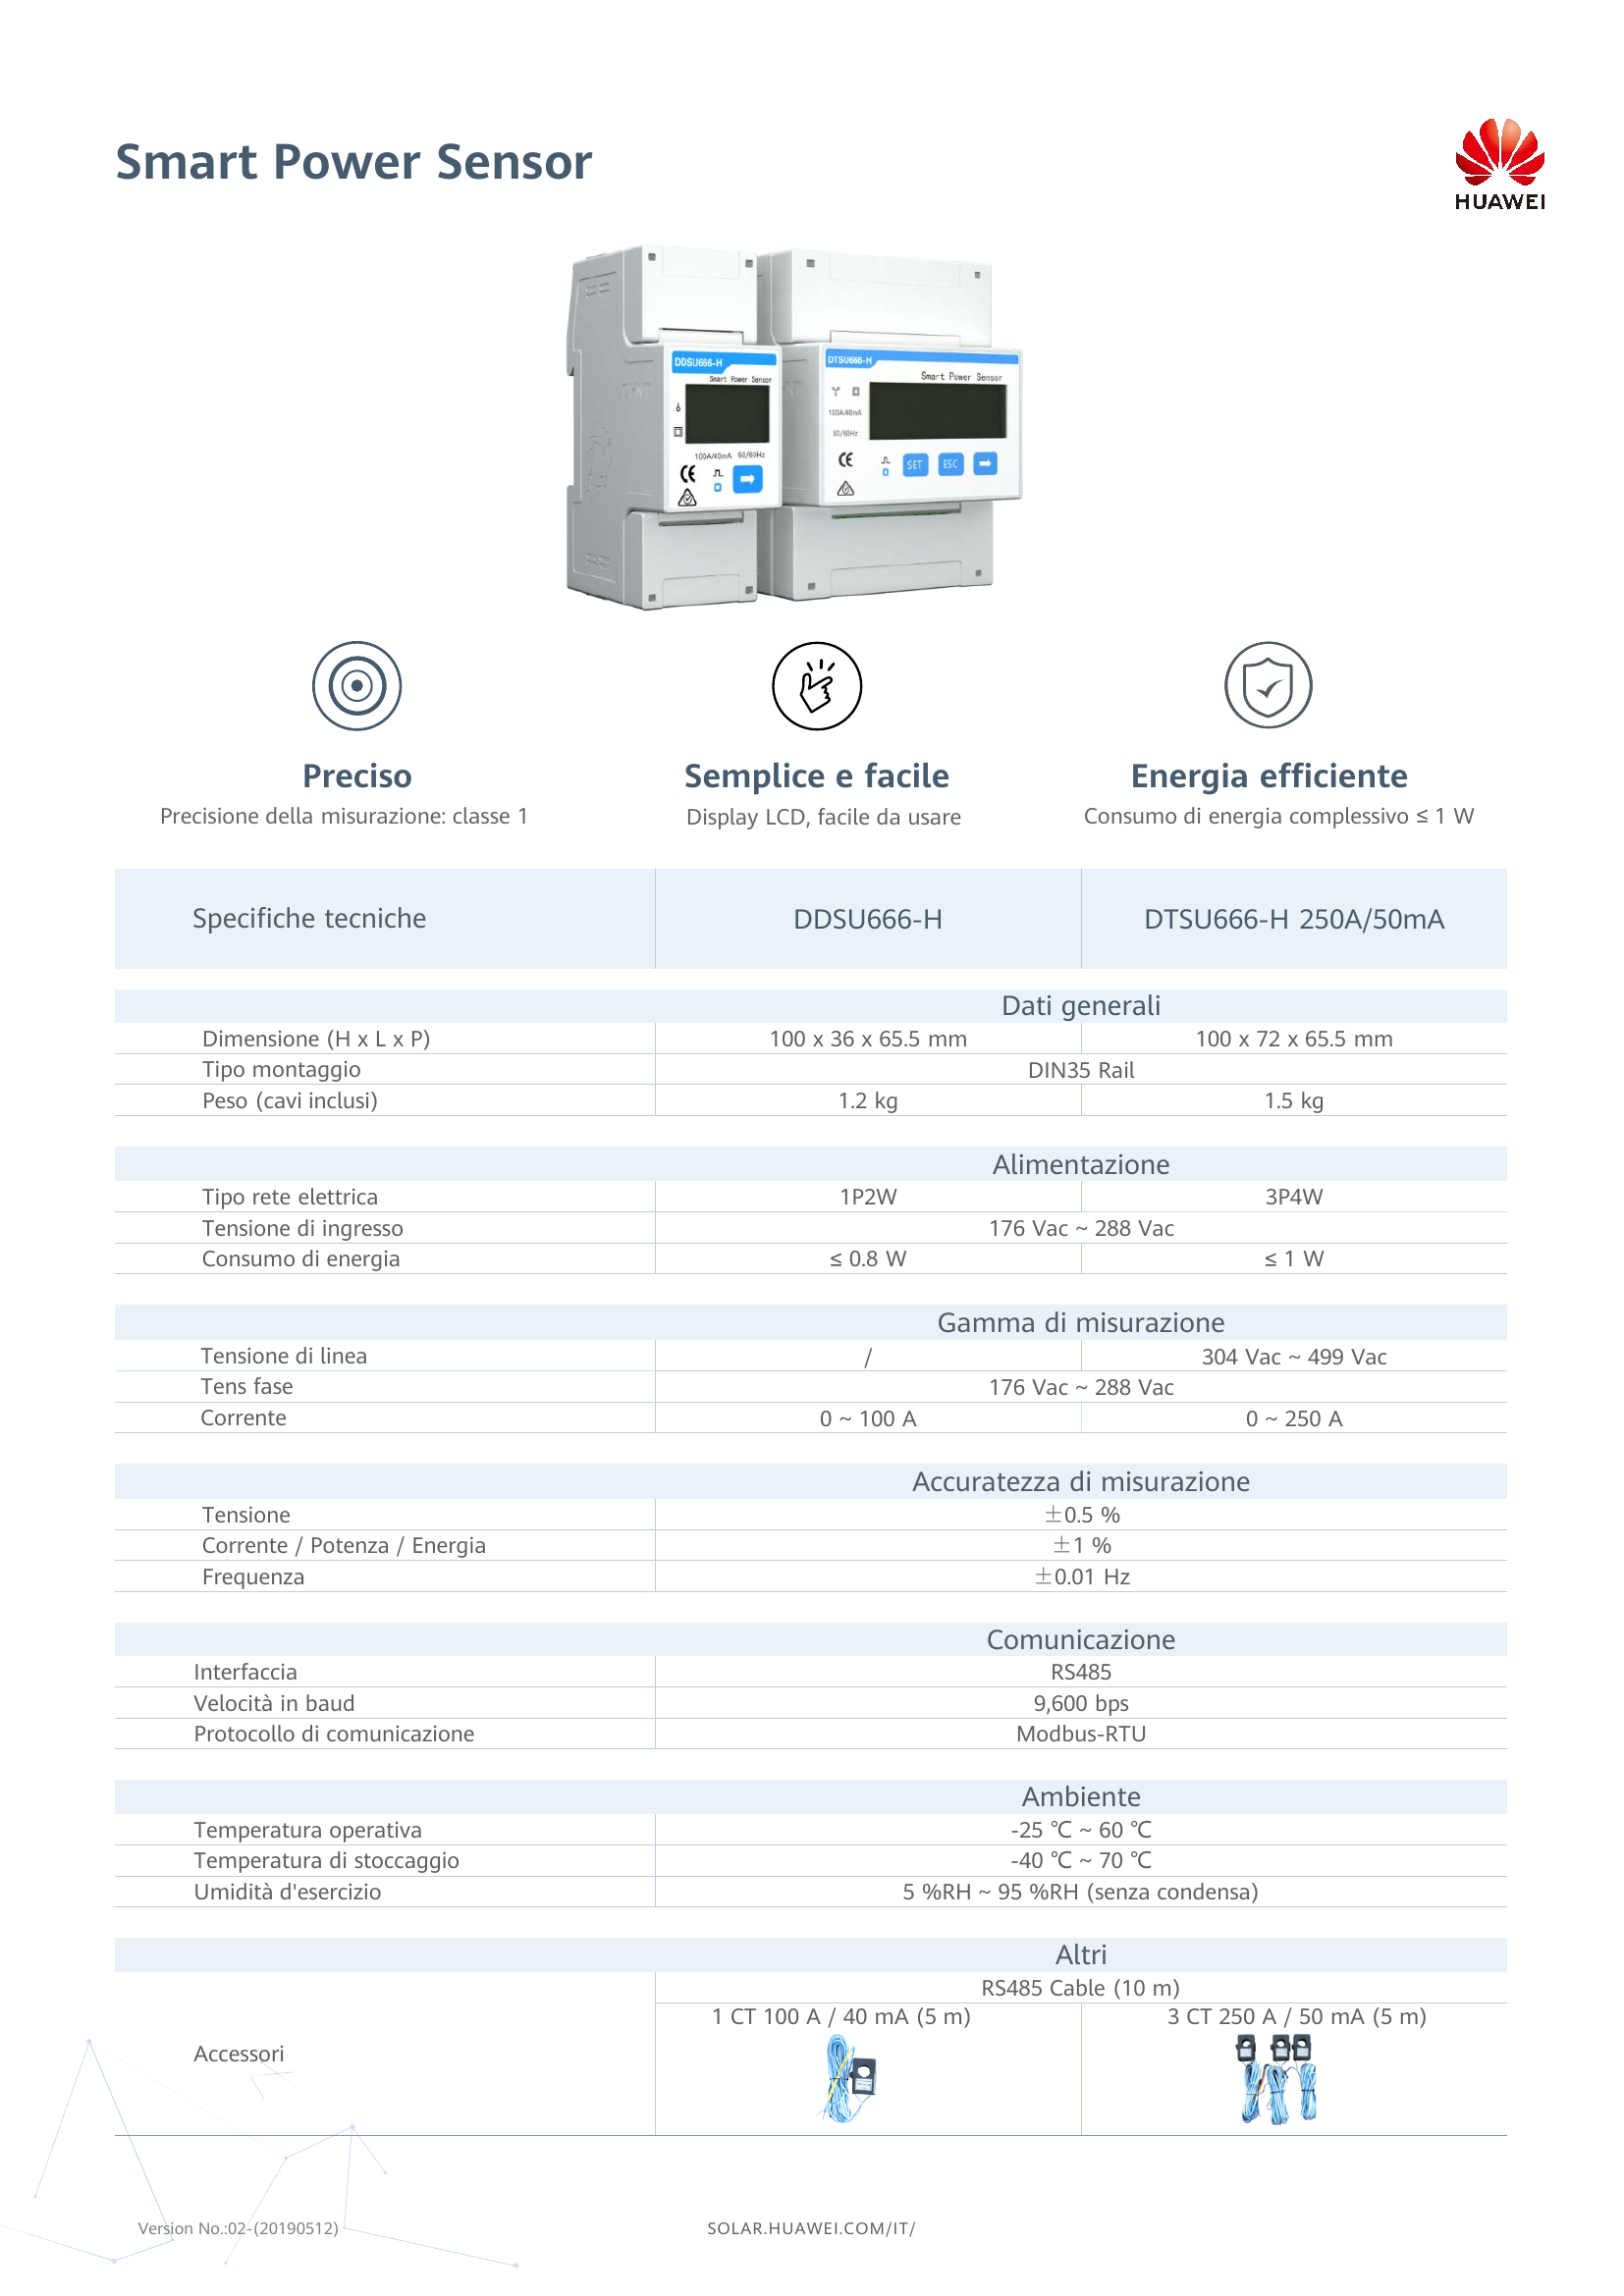 Smart Power Sensor
HUAWEI
DDSU666-H
Smart Power Sensor
100A/40mA 50/60Hz
CE
DTSU666-H
Smart Power Sensor
100A/40mA
50/60Hz
CE
SET
ESC
Preciso
Precisione della misurazione: classe 1
Semplice e facile
Display LCD, facile da usare
Energia efficiente
Consumo di energia complessivo ≤ 1 W
Specifiche tecniche DDSU666-H DTSU666-H 250A/50mA
Dati generali
Dimensione (H x L x P) 100 x 36 x 65.5 mm 100 x 72 x 65.5 mm
Tipo montaggio DIN35 Rail
Peso (cavi inclusi) 1.2 kg 1.5 kg
Alimentazione
Tipo rete elettrica 1P2W 3P4W
Tensione di ingresso 176 Vac ~ 288 Vac
Consumo di energia ≤ 0.8 W ≤ 1 W
Gamma di misurazione
Tensione di linea / 304 Vac ~ 499 Vac
Tens fase 176 Vac ~ 288 Vac
Corrente 0 ~ 100 A 0 ~ 250 A
Accuratezza di misurazione
Tensione ±0.5 %
Corrente / Potenza / Energia ±1 %
Frequenza ±0.01 Hz
Comunicazione
Interfaccia RS485
Velocità in baud 9,600 bps
Protocollo di comunicazione Modbus-RTU
Ambiente
Temperatura operativa -25 ℃ ~ 60 ℃
Temperatura di stoccaggio -40 ℃ ~ 70 ℃
Umidità d'esercizio 5 %RH ~ 95 %RH (senza condensa)
Altri
RS485 Cable (10 m)
1 CT 100 A / 40 mA (5 m) 3 CT 250 A / 50 mA (5 m)
Accessori
Version No.:02-(20190512) SOLAR.HUAWEI.COM/IT/